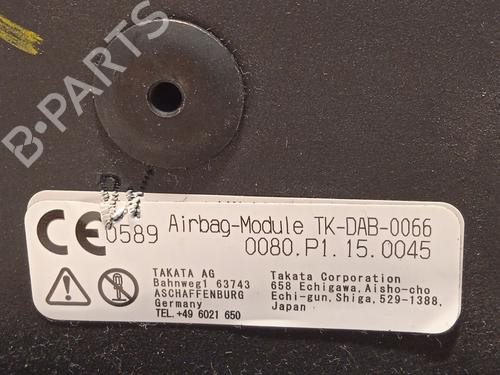 B-PARTS
CE 0589 Airbag-Module TK-DAB-0066
0080.P1.15.0045
TAKATA AG
Bahnweg1 63743
ASCHAFFENBURG
Germany
TEL.+49 6021 650
Takata Corporation
658 Echigawa,Aisho-cho
Echi-gun,Shiga,529-1388,
Japan